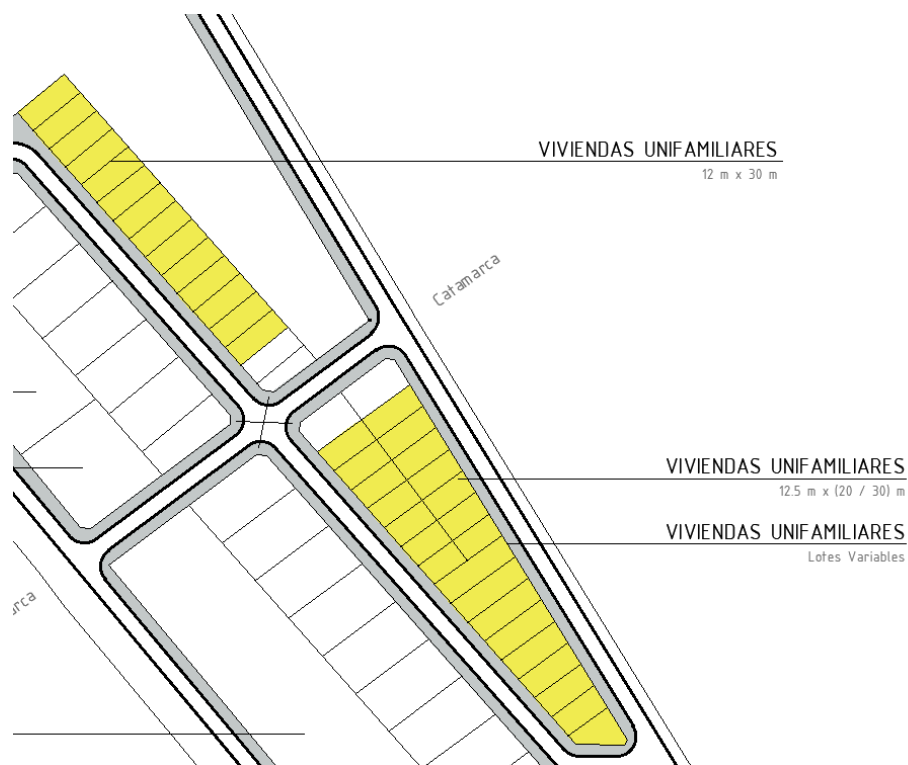 VIVIENDAS UNIFAMILIARES
12 m x 30 m
Catamarca
VIVIENDAS UNIFAMILIARES
12.5 m x (20 / 30) m
VIVIENDAS UNIFAMILIARES
Lotes Variables